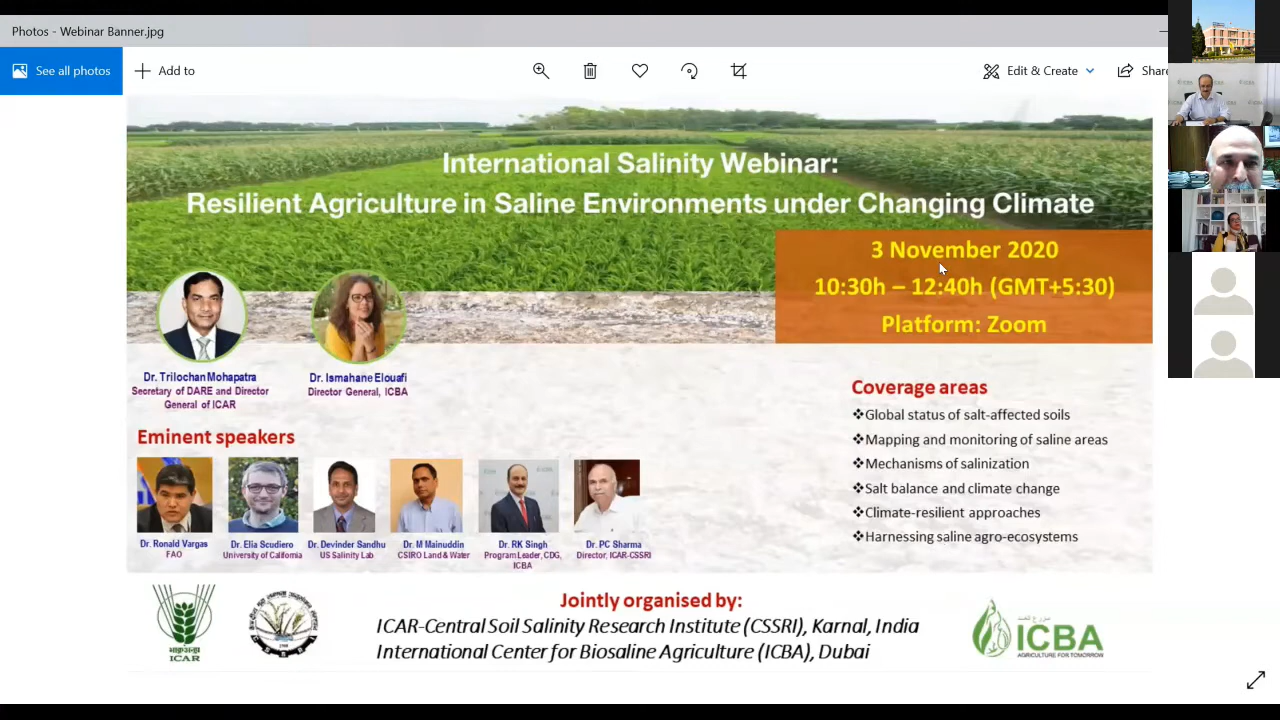 Photos - Webinar Banner.jpg
See all photos
Add to
Edit & Create
Share
International Salinity Webinar:
Resilient Agriculture in Saline Environments under Changing Climate
3 November 2020
10:30h – 12:40h (GMT+5:30)
Platform: Zoom
Dr. Trilochan Mohapatra
Secretary of DARE and Director
General of ICAR
Dr. Ismahane Elouafi
Director General, ICBA
Eminent speakers
Dr. Ronald Vargas
FAO
Dr. Elia Scudiero
University of California
Dr. Devinder Sandhu
US Salinity Lab
Dr. M Mainuddin
CSIRO Land & Water
Dr. RK Singh
Program Leader, CDG,
ICBA
Dr. PC Sharma
Director, ICAR-CSSRI
Coverage areas
❖Global status of salt-affected soils
❖Mapping and monitoring of saline areas
❖Mechanisms of salinization
❖Salt balance and climate change
❖Climate-resilient approaches
❖Harnessing saline agro-ecosystems
भाकृअनुप
ICAR
Jointly organised by:
ICAR-Central Soil Salinity Research Institute (CSSRI), Karnal, India
International Center for Biosaline Agriculture (ICBA), Dubai
ICBA
AGRICULTURE FOR TOMORROW